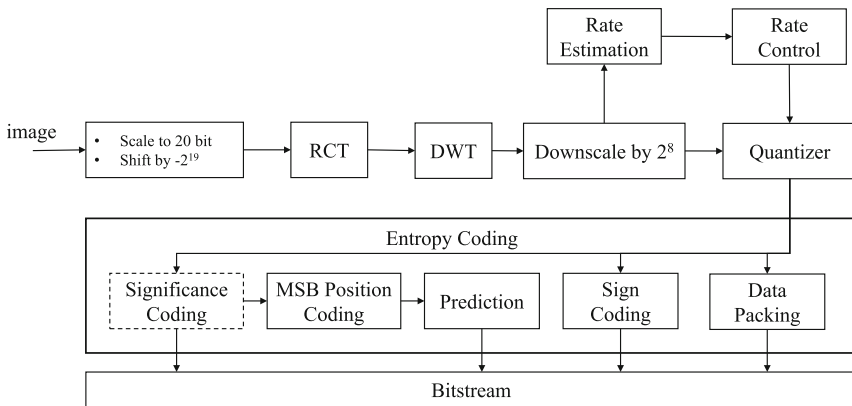 Rate
Estimation
Rate
Control
image
• Scale to 20 bit
• Shift by -2¹⁹
RCT
DWT
Downscale by 2⁸
Quantizer
Entropy Coding
Significance
Coding
MSB Position
Coding
Prediction
Sign
Coding
Data
Packing
Bitstream